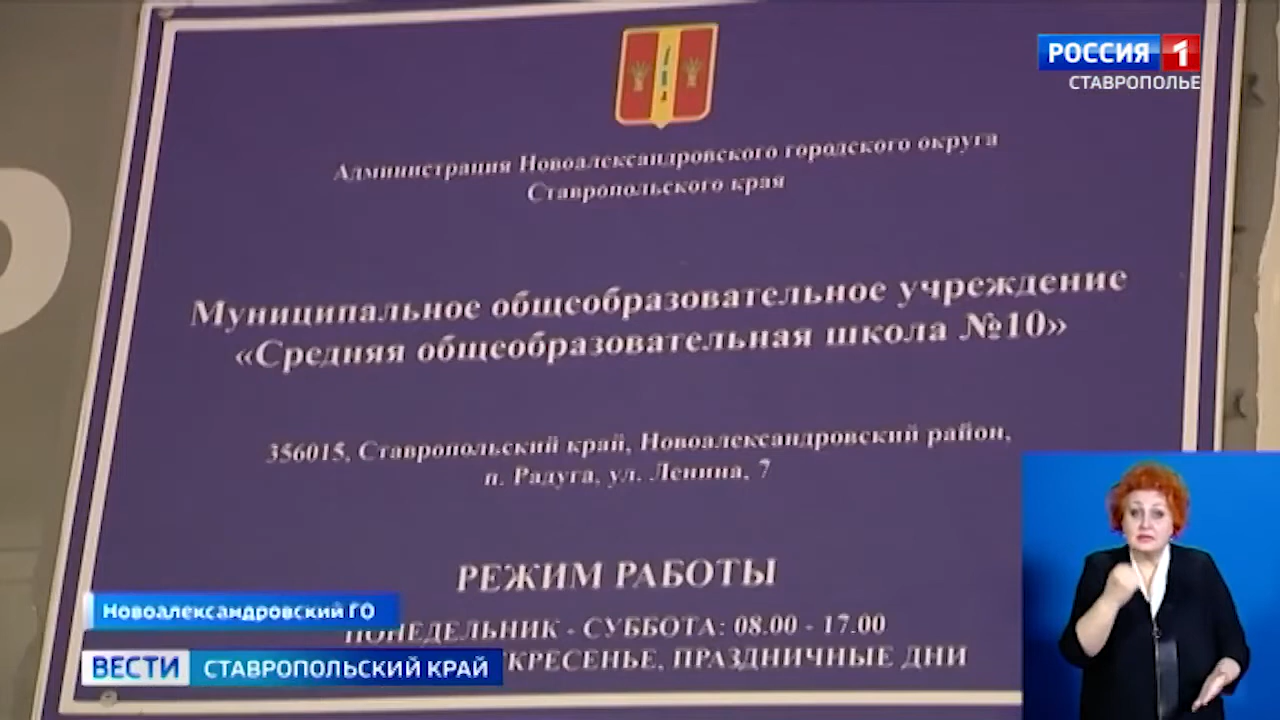 РОССИЯ 1
СТАВРОПОЛЬЕ
Администрация Новоалександровского городского округа
Ставропольского края
Муниципальное общеобразовательное учреждение
«Средняя общеобразовательная школа №10»
356015, Ставропольский край, Новоалександровский район,
п. Радуга, ул. Ленина, 7
РЕЖИМ РАБОТЫ
Новоалександровский ГО
ПОНЕДЕЛЬНИК - СУББОТА: 08.00 - 17.00
ПРАЗДНИЧНЫЕ ДНИ
ВЕСТИ СТАВРОПОЛЬСКИЙ КРАЙ